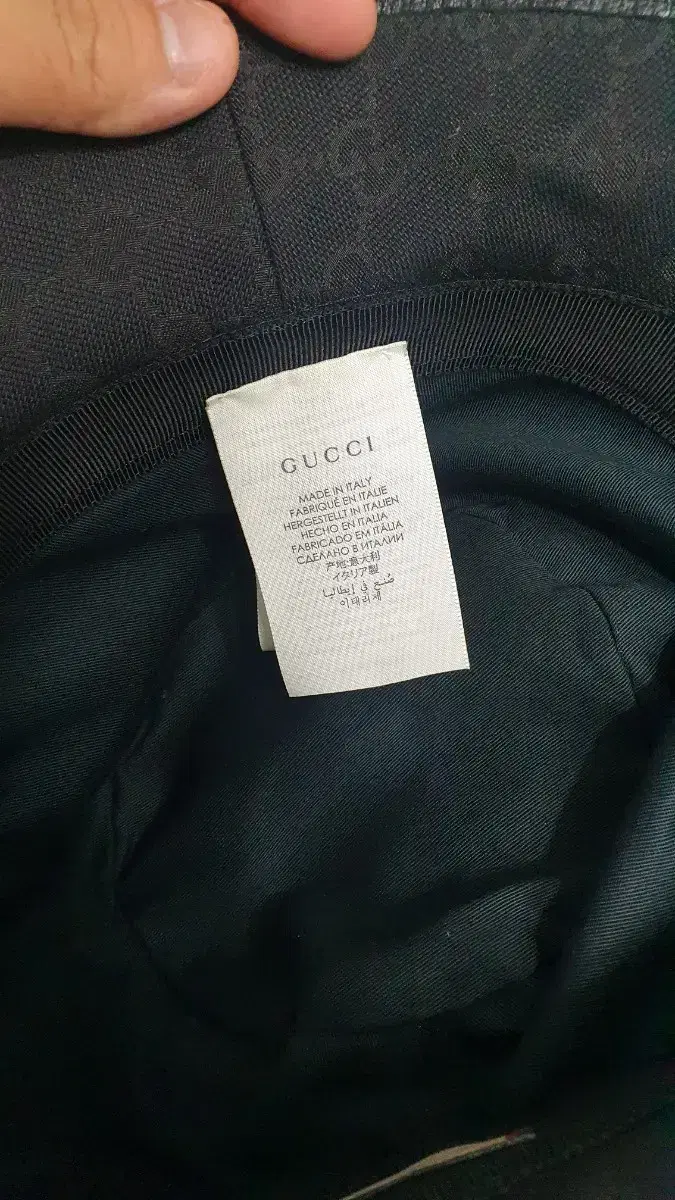 GUCCI
MADE IN ITALY
FABRIQUÉ EN ITALIE
HERGESTELLT IN ITALIEN
HECHO EN ITALIA
FABRICADO EM ITÁLIA
СДЕЛАНО В ИТАЛИИ
产地:意大利
イタリア製
صُنع في إيطاليا
이태리제